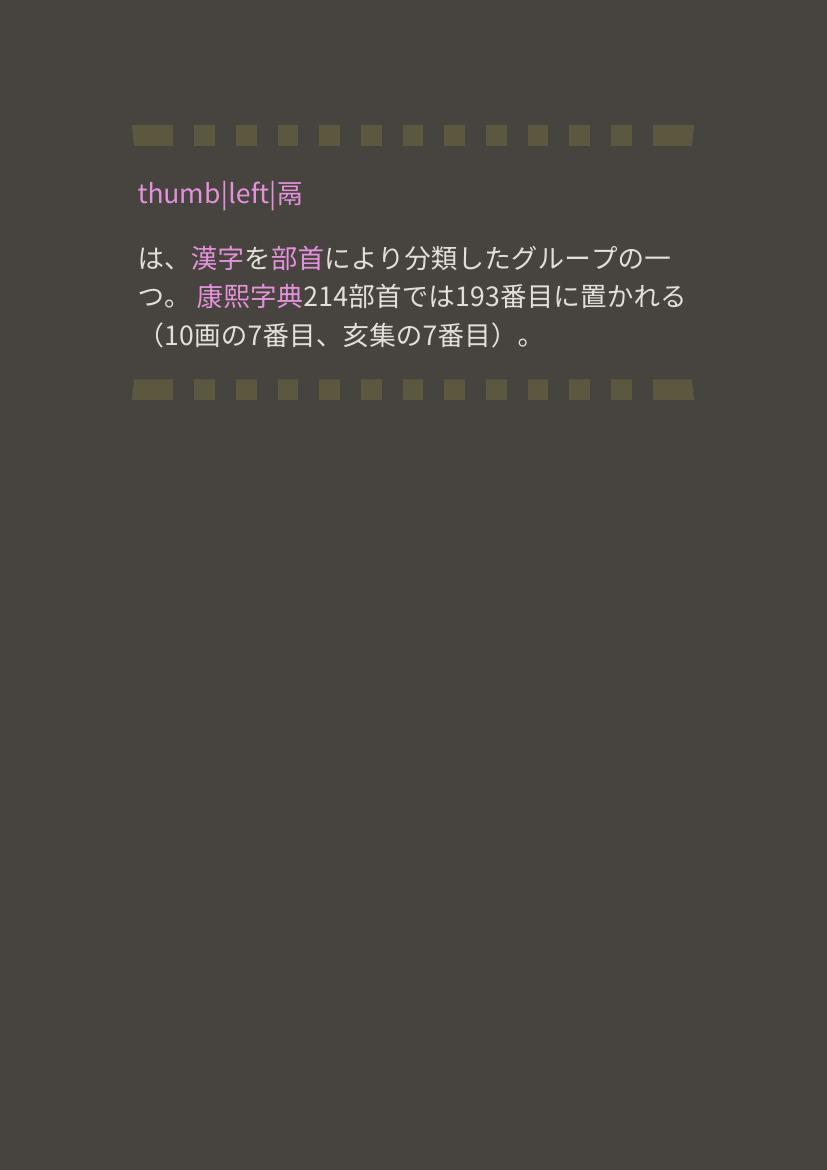 thumb|left|鬲
は、漢字を部首により分類したグループの一
つ。 康熙字典214部首では193番目に置かれる
（10画の7番目、亥集の7番目）。